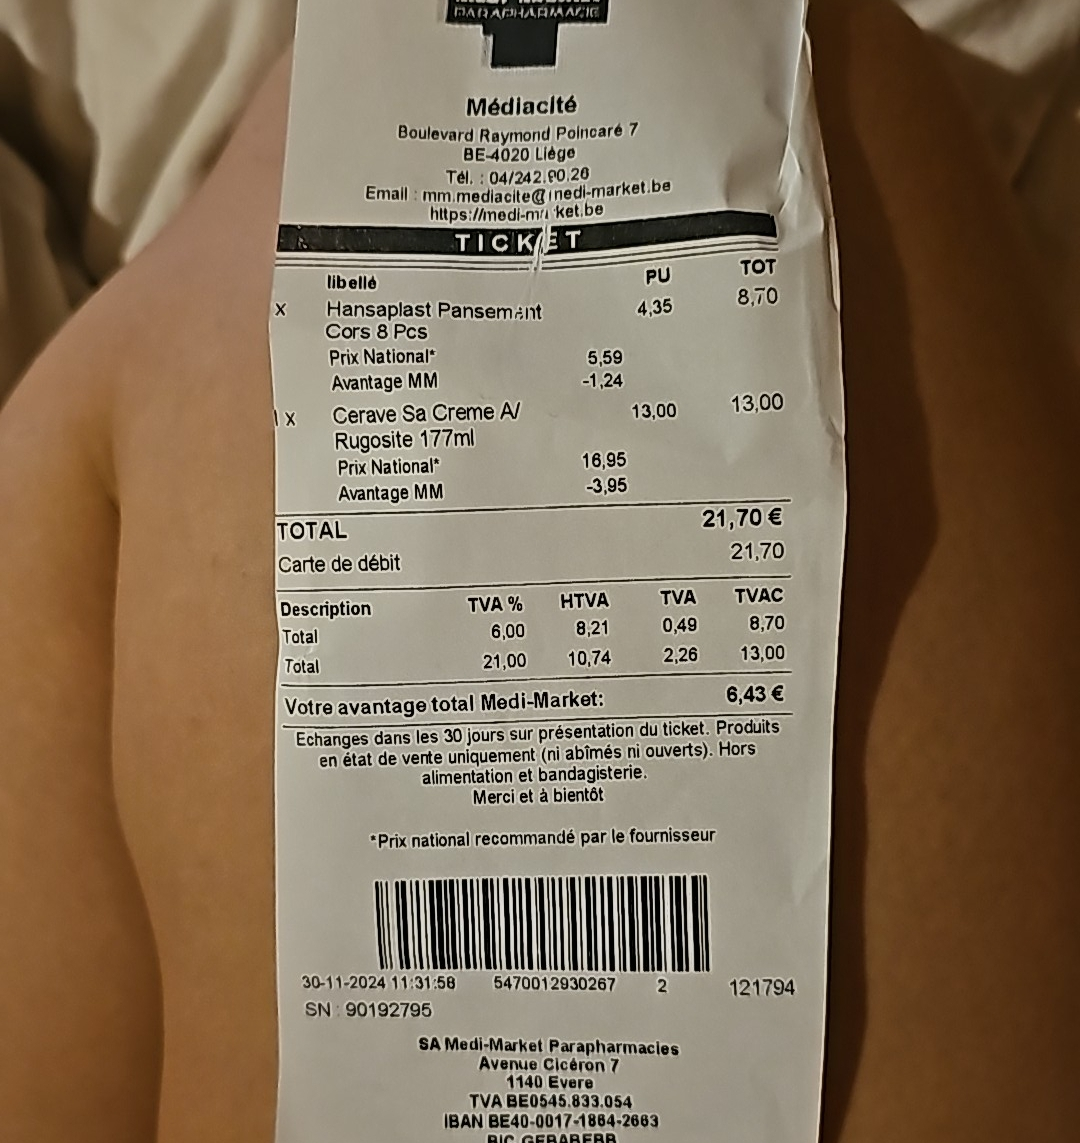 PARAPHARMACIE
Médiacité
Boulevard Raymond Poincaré 7
BE-4020 Liège
Tél. : 04/242.80.26
Email : mm.mediacite@medi-market.be
https://medi-market.be
TICKET
libellé PU TOT
x Hansaplast Pansement 4,35 8,70
Cors 8 Pcs
Prix National* 5,59
Avantage MM -1,24
1 x Cerave Sa Creme A/ 13,00 13,00
Rugosite 177ml
Prix National* 16,95
Avantage MM -3,95
TOTAL 21,70 €
Carte de débit 21,70
Description TVA % HTVA TVA TVAC
Total 6,00 8,21 0,49 8,70
Total 21,00 10,74 2,26 13,00
Votre avantage total Medi-Market: 6,43 €
Echanges dans les 30 jours sur présentation du ticket. Produits
en état de vente uniquement (ni abîmés ni ouverts). Hors
alimentation et bandagisterie.
Merci et à bientôt
*Prix national recommandé par le fournisseur
30-11-2024 11:31:58 5470012930267 2 121794
SN : 90192795
SA Medi-Market Parapharmacies
Avenue Cicéron 7
1140 Evere
TVA BE0545.833.054
IBAN BE40-0017-1864-2663
BIC GEBABEBB